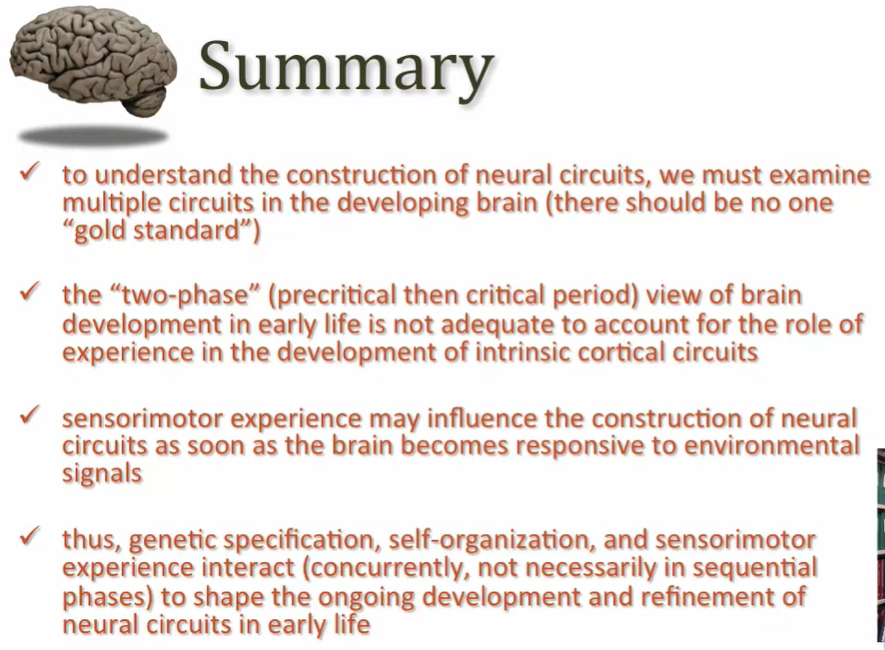 Summary
✓ to understand the construction of neural circuits, we must examine
multiple circuits in the developing brain (there should be no one
“gold standard”)
✓ the “two-phase” (precritical then critical period) view of brain
development in early life is not adequate to account for the role of
experience in the development of intrinsic cortical circuits
✓ sensorimotor experience may influence the construction of neural
circuits as soon as the brain becomes responsive to environmental
signals
✓ thus, genetic specification, self-organization, and sensorimotor
experience interact (concurrently, not necessarily in sequential
phases) to shape the ongoing development and refinement of
neural circuits in early life